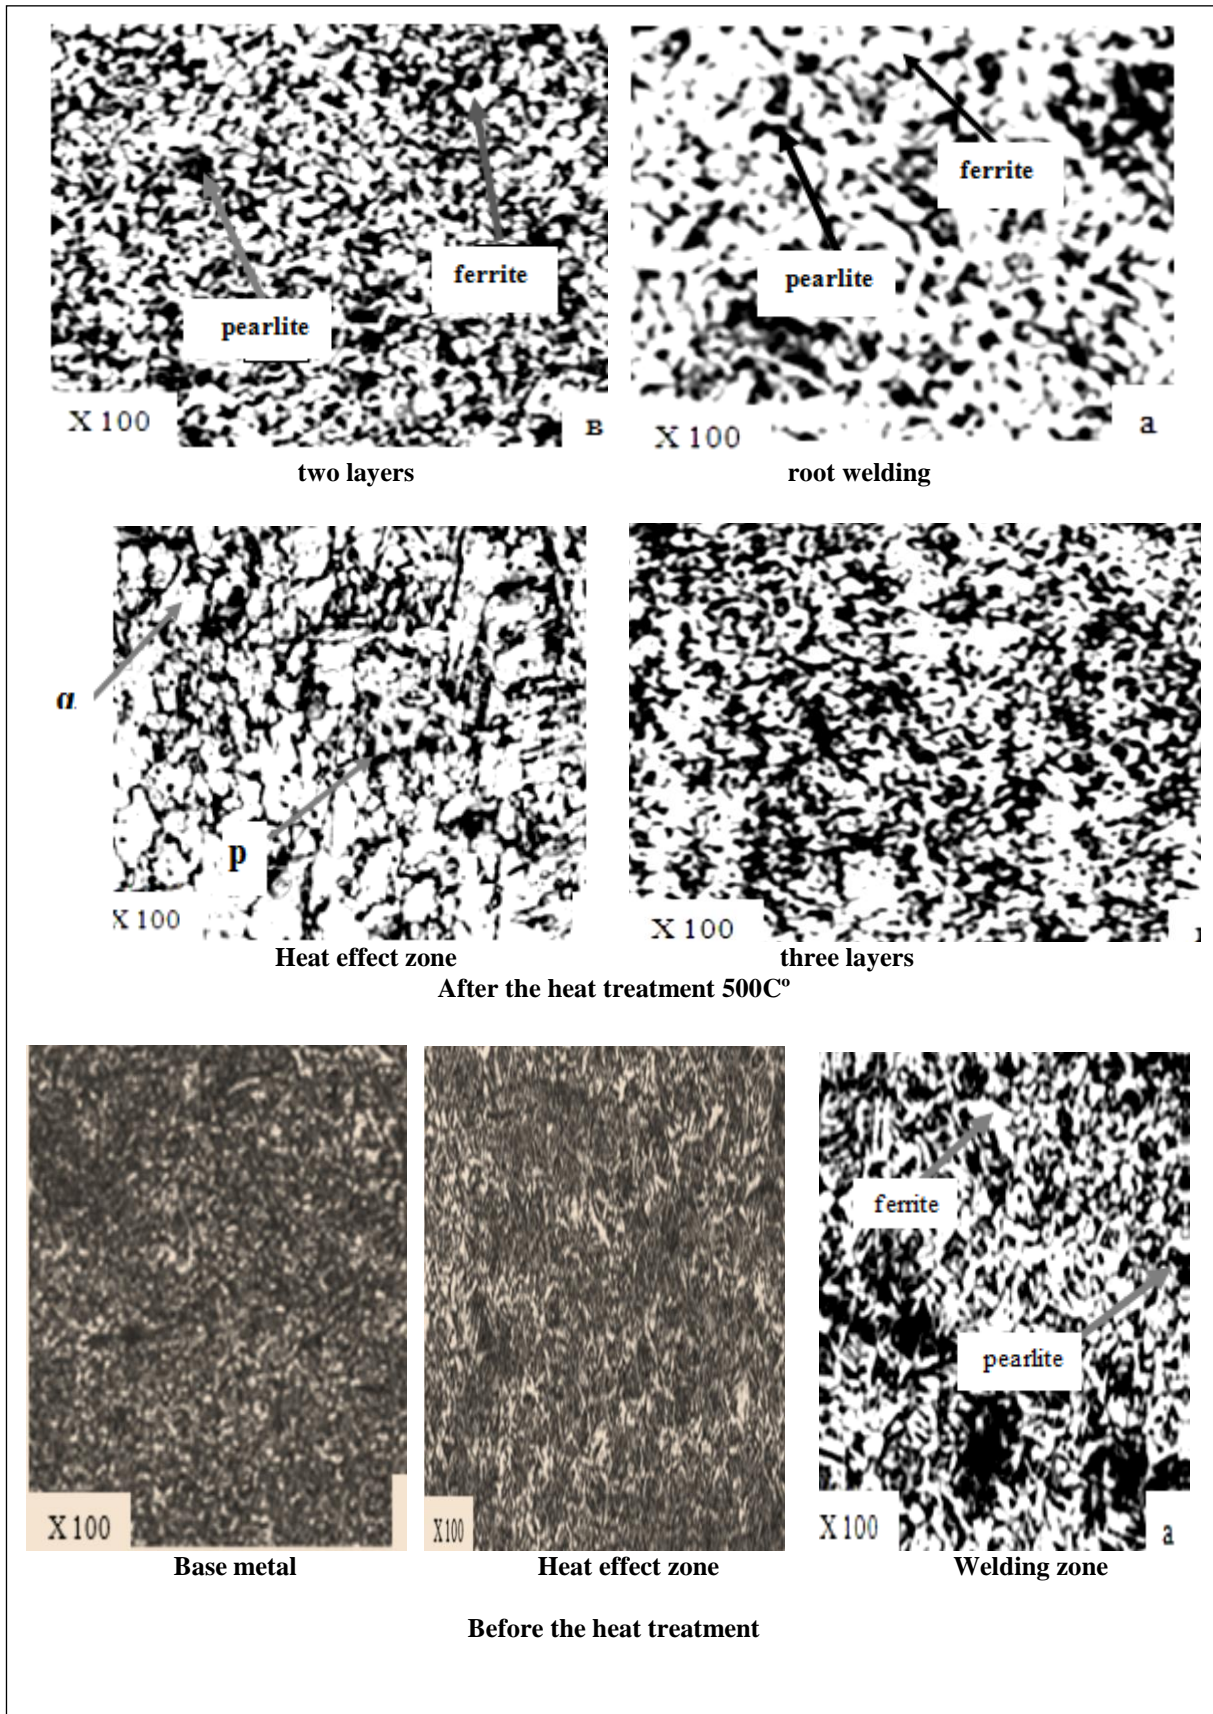 ferrite
pearlite
X 100
в
two layers
ferrite
pearlite
X 100
a
root welding
α
p
X 100
Heat effect zone
X 100
three layers
After the heat treatment 500Cº
X 100
Base metal
X100
Heat effect zone
ferrite
pearlite
X 100
a
Welding zone
Before the heat treatment